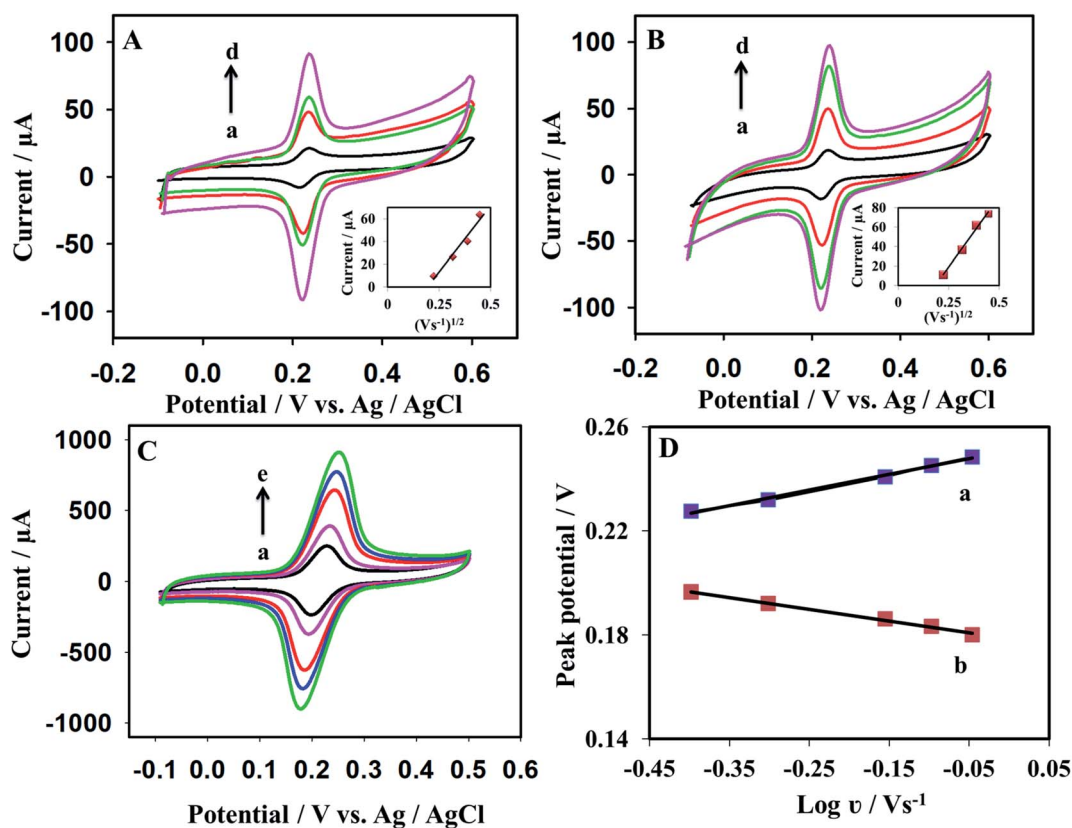 A
d
a
100
50
0
-50
-100
Current / µA
-0.2
0.0
0.2
0.4
0.6
Potential / V vs. Ag / AgCl
60
40
20
0
Current / µA
0
0.25
0.5
(Vs⁻¹)¹ᐟ²
B
d
a
100
50
0
-50
-100
Current / µA
-0.2
0.0
0.2
0.4
0.6
Potential / V vs. Ag / AgCl
80
60
40
20
0
Current / µA
0
0.25
0.5
(Vs⁻¹)¹ᐟ²
C
e
a
1000
500
0
-500
-1000
Current / µA
-0.1
0.0
0.1
0.2
0.3
0.4
0.5
0.6
Potential / V vs. Ag / AgCl
D
a
b
0.26
0.22
0.18
0.14
Peak potential / V
-0.45
-0.35
-0.25
-0.15
-0.05
0.05
Log υ / Vs⁻¹